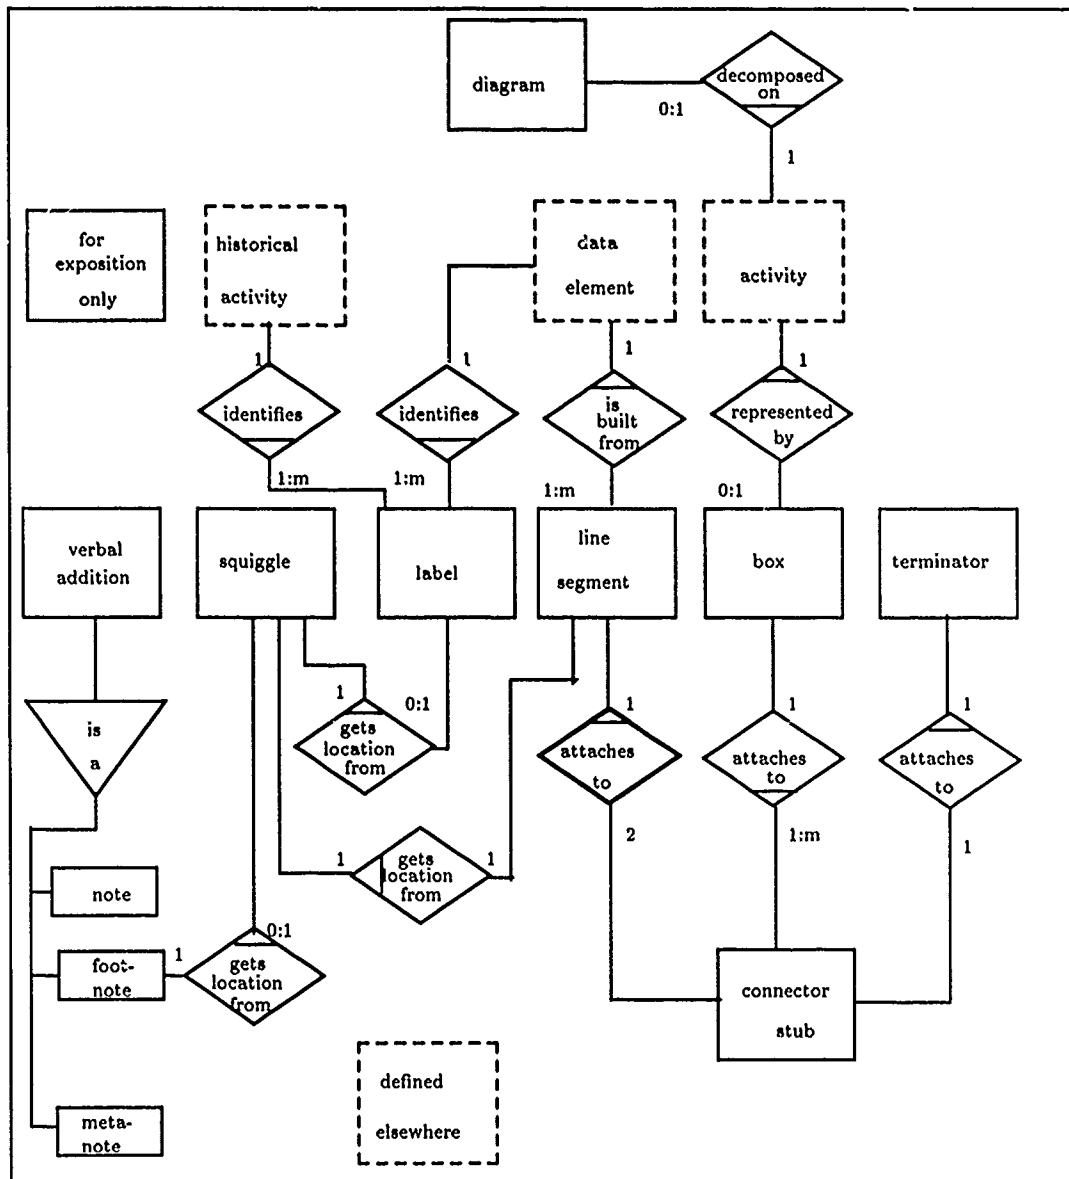 diagram
decomposed
on
0:1
1
for
exposition
only
historical
activity
data
element
activity
1
1
1
1
identifies
identifies
is
built
from
represented
by
1:m
1:m
1:m
0:1
verbal
addition
squiggle
label
line
segment
box
terminator
is
a
1
0:1
gets
location
from
1
attaches
to
1
attaches
to
1
attaches
to
2
1:m
1
1
gets
location
from
1
note
foot-
note
1
0:1
gets
location
from
connector
stub
defined
elsewhere
meta-
note